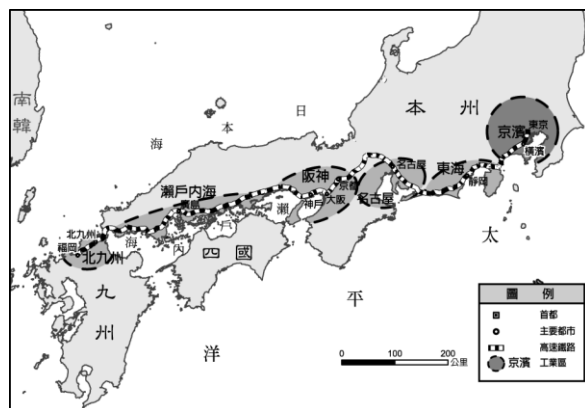 南韓
日
本
海
本州
京濱
東京
橫濱
阪神
名古屋
東海
京都
靜岡
瀨戶內海
廣島
神戶
大阪
名古屋
瀨
戶
內
海
北九州
福岡
北九州
四國
九州
太
平
洋
0 100 200
公里
圖例
首都
主要都市
高速鐵路
京濱 工業區